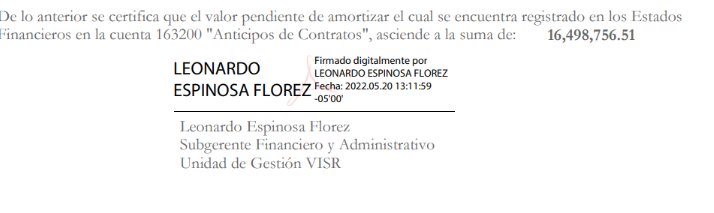 De lo anterior se certifica que el valor pendiente de amortizar el cual se encuentra registrado en los Estados
Financieros en la cuenta 163200 "Anticipos de Contratos", asciende a la suma de: 16,498,756.51
LEONARDO
ESPINOSA FLOREZ
Firmado digitalmente por
LEONARDO ESPINOSA FLOREZ
Fecha: 2022.05.20 13:11:59
-05'00'
Leonardo Espinosa Florez
Subgerente Financiero y Administrativo
Unidad de Gestión VISR